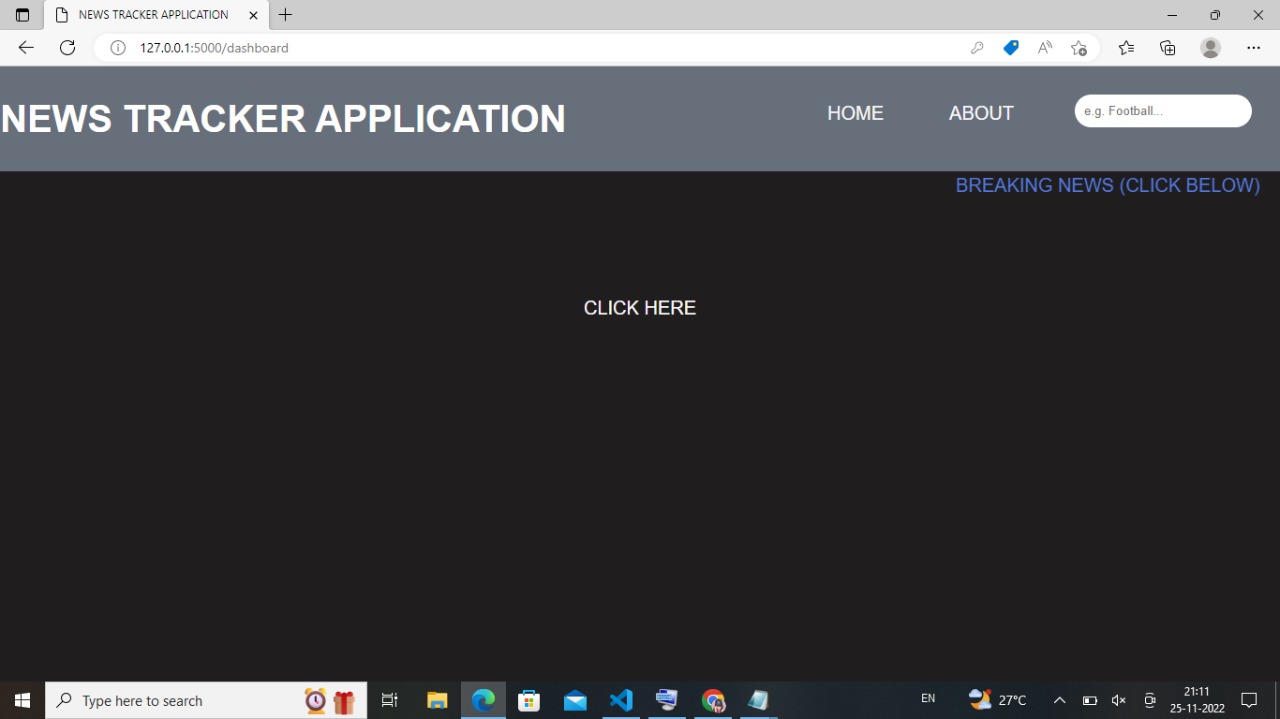 NEWS TRACKER APPLICATION
127.0.0.1:5000/dashboard
NEWS TRACKER APPLICATION
HOME
ABOUT
e.g. Football...
BREAKING NEWS (CLICK BELOW)
CLICK HERE
Type here to search
EN
27°C
21:11
25-11-2022